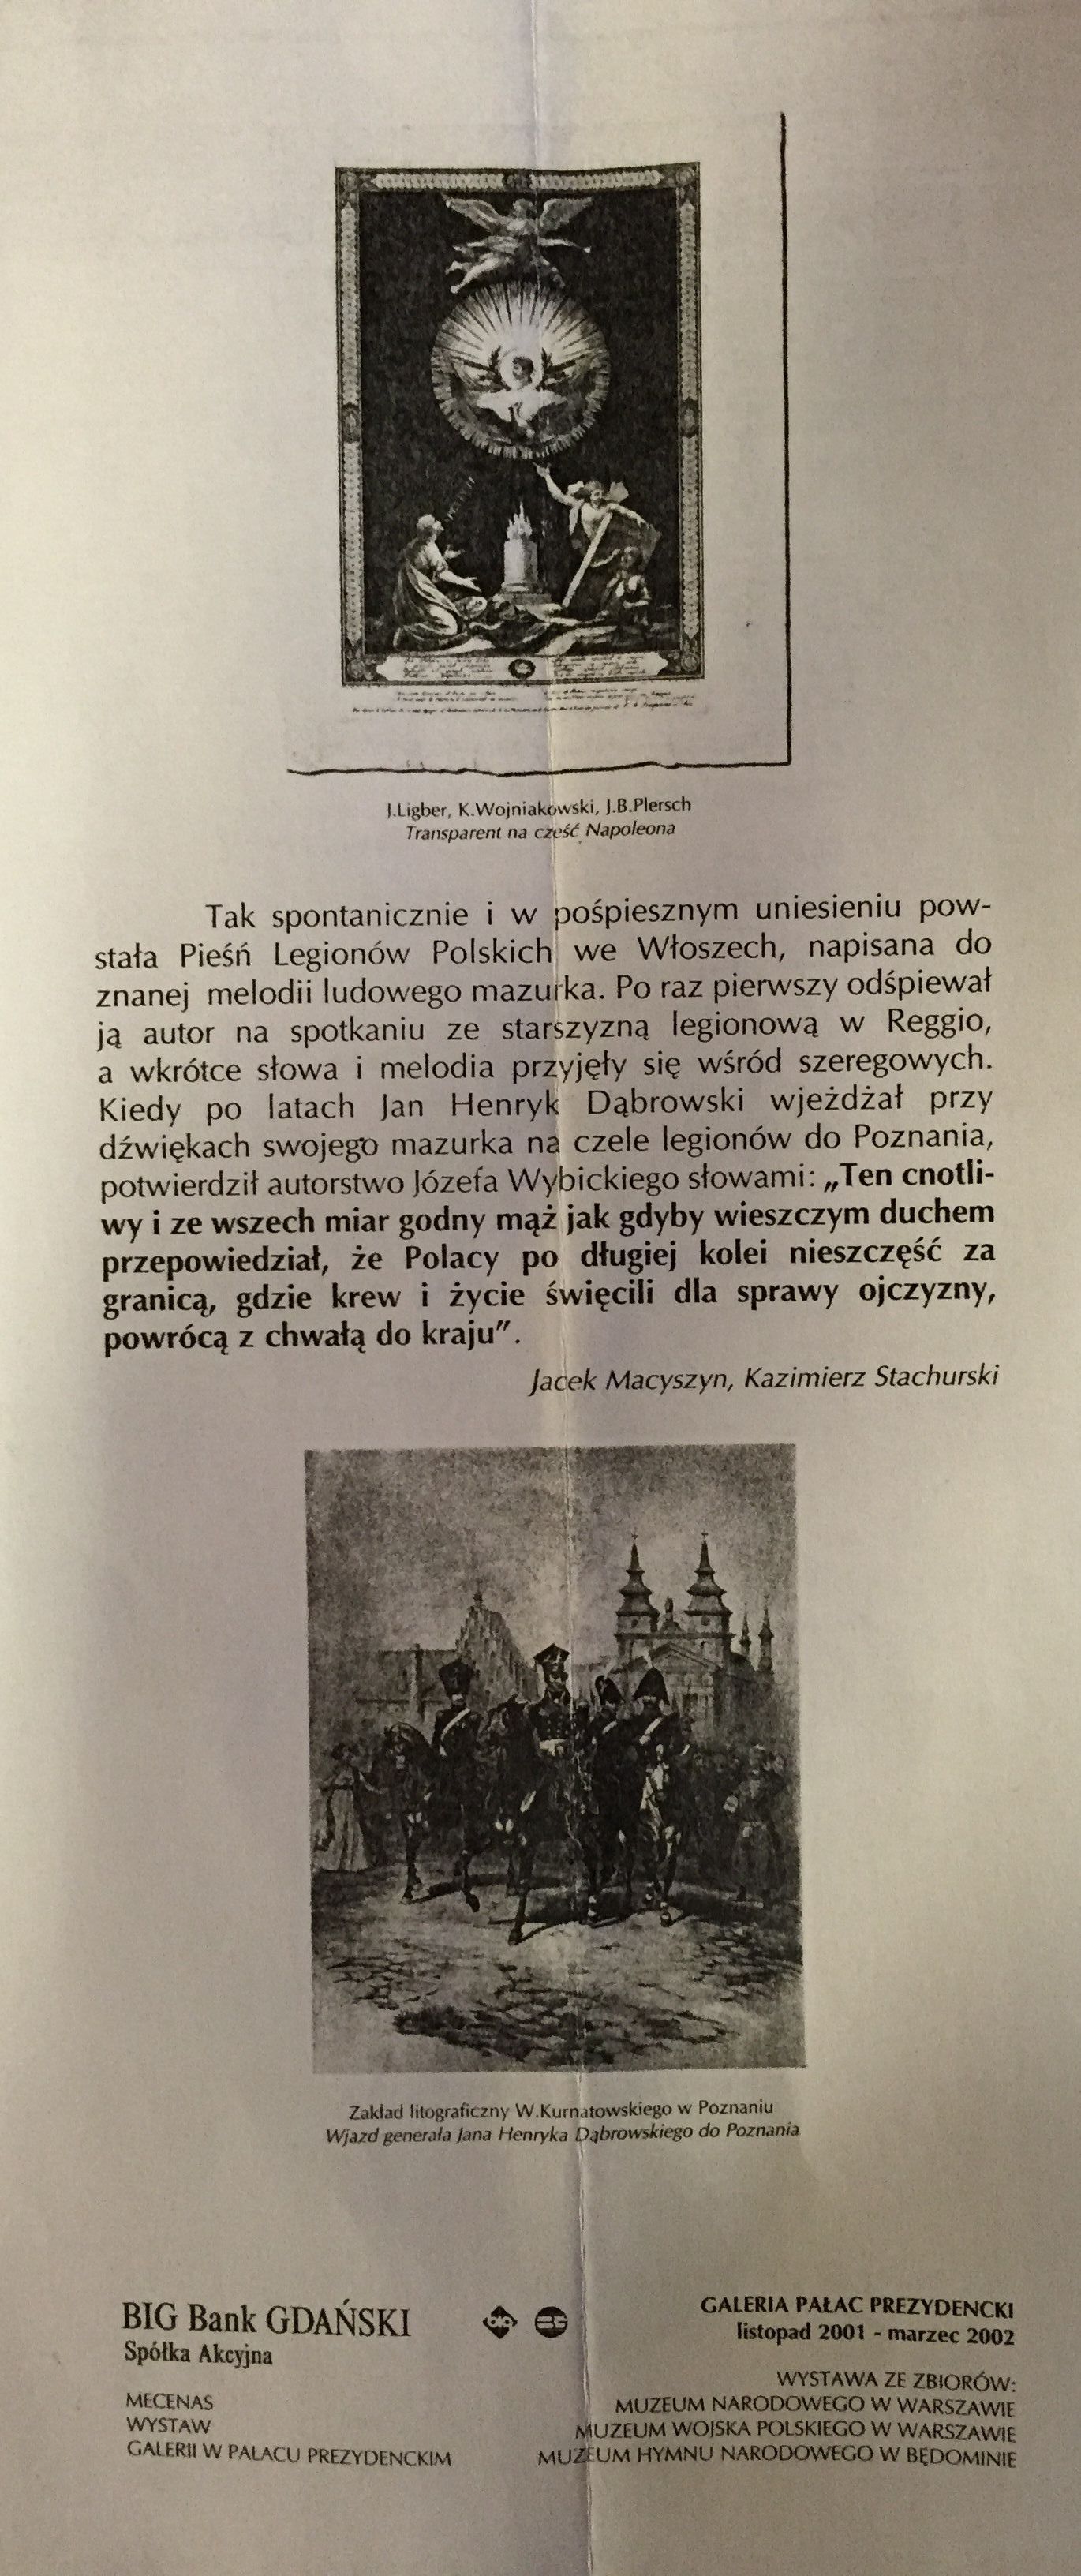 J.Ligber, K.Wojniakowski, J.B.Plersch
Transparent na cześć Napoleona
Tak spontanicznie i w pośpiesznym uniesieniu pow-
stała Pieśń Legionów Polskich we Włoszech, napisana do
znanej melodii ludowego mazurka. Po raz pierwszy odśpiewał
ją autor na spotkaniu ze starszyzną legionową w Reggio,
a wkrótce słowa i melodia przyjęły się wśród szeregowych.
Kiedy po latach Jan Henryk Dąbrowski wjeżdżał przy
dźwiękach swojego mazurka na czele legionów do Poznania,
potwierdził autorstwo Józefa Wybickiego słowami: „Ten cnotli-
wy i ze wszech miar godny mąż jak gdyby wieszczym duchem
przepowiedział, że Polacy po długiej kolei nieszczęść za
granicą, gdzie krew i życie święcili dla sprawy ojczyzny,
powrócą z chwałą do kraju”.
Jacek Macyszyn, Kazimierz Stachurski
Zakład litograficzny W.Kurnatowskiego w Poznaniu
Wjazd generała Jana Henryka Dąbrowskiego do Poznania
BIG Bank GDAŃSKI
Spółka Akcyjna
MECENAS
WYSTAW
GALERII W PAŁACU PREZYDENCKIM
BIG BG
GALERIA PAŁAC PREZYDENCKI
listopad 2001 - marzec 2002
WYSTAWA ZE ZBIORÓW:
MUZEUM NARODOWEGO W WARSZAWIE
MUZEUM WOJSKA POLSKIEGO W WARSZAWIE
MUZEUM HYMNU NARODOWEGO W BĘDOMINIE